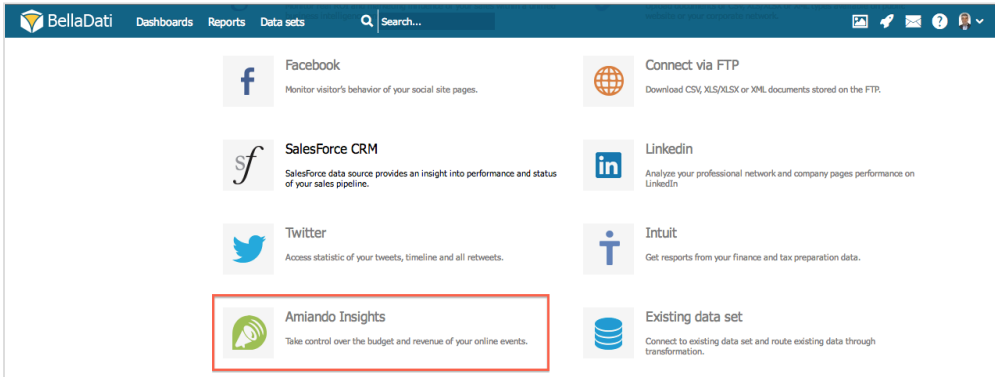 BellaDati Dashboards Reports Data sets Search...
Facebook
Monitor visitor's behavior of your social site pages.
Connect via FTP
Download CSV, XLS/XLSX or XML documents stored on the FTP.
SalesForce CRM
SalesForce data source provides an insight into performance and status
of your sales pipeline.
Linkedin
Analyze your professional network and company pages performance on
LinkedIn
Twitter
Access statistic of your tweets, timeline and all retweets.
Intuit
Get resports from your finance and tax preparation data.
Amiando Insights
Take control over the budget and revenue of your online events.
Existing data set
Connect to existing data set and route existing data through
transformation.